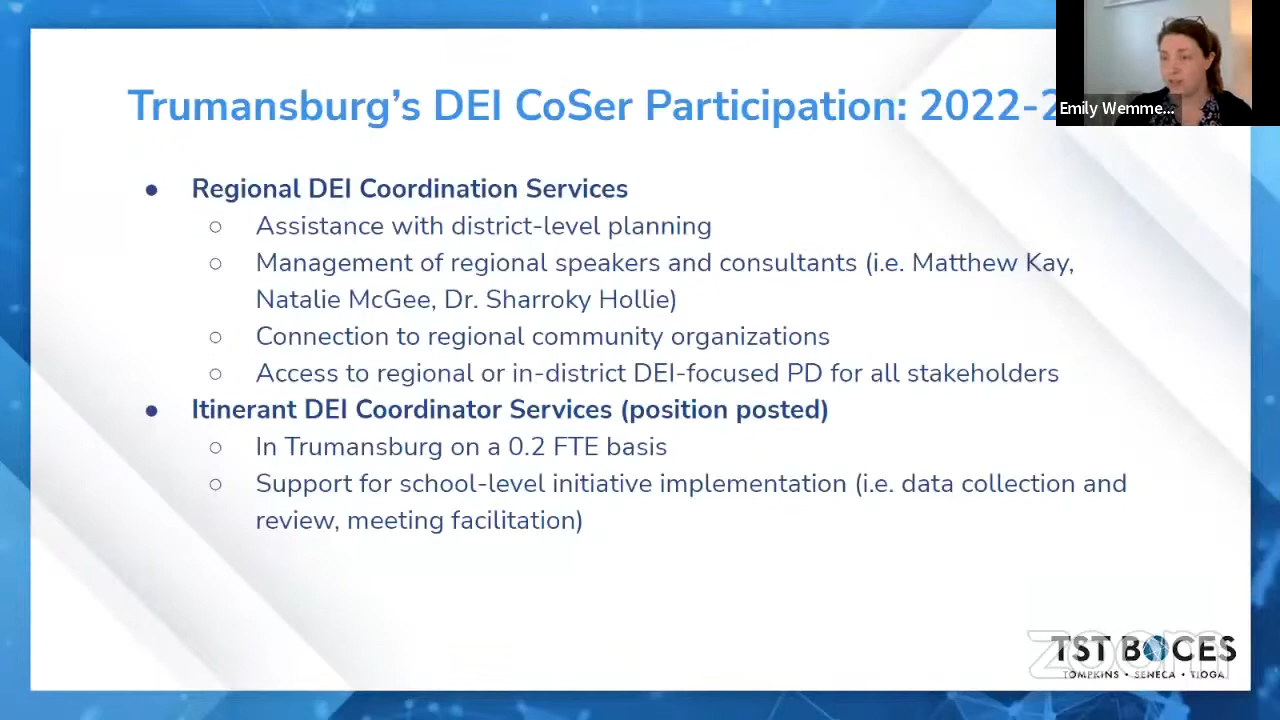 Trumansburg's DEI CoSer Participation: 2022-2
Emily Wemme...
● Regional DEI Coordination Services
○ Assistance with district-level planning
○ Management of regional speakers and consultants (i.e. Matthew Kay,
Natalie McGee, Dr. Sharroky Hollie)
○ Connection to regional community organizations
○ Access to regional or in-district DEI-focused PD for all stakeholders
● Itinerant DEI Coordinator Services (position posted)
○ In Trumansburg on a 0.2 FTE basis
○ Support for school-level initiative implementation (i.e. data collection and
review, meeting facilitation)
zoom
TST BOCES
TOMPKINS • SENECA • TIOGA